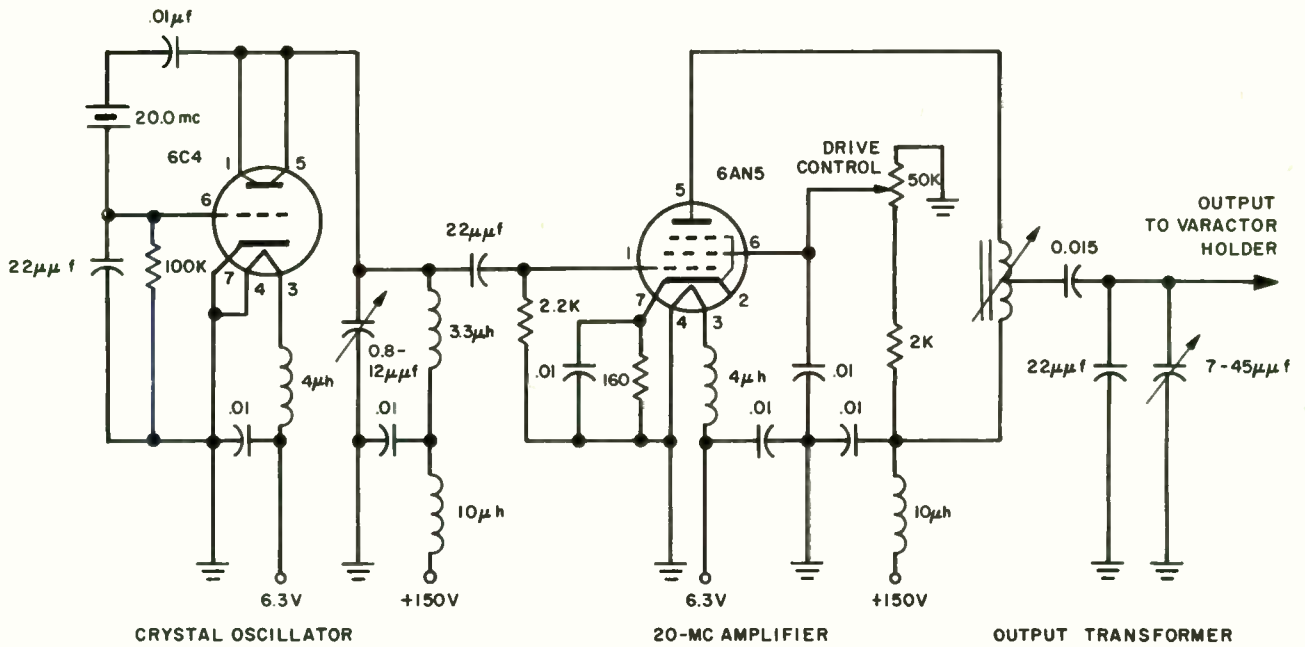 .01μf
20.0 mc
6C4
1
5
6
22μμf
100K
7
4
3
4μh
.01
0.8-
12μμf
3.3μh
.01
10μh
6.3V
+150V
CRYSTAL OSCILLATOR
22μμf
2.2K
.01
160
6AN5
5
1
6
7
4
3
2
4μh
.01
.01
.01
DRIVE
CONTROL
50K
2K
10μh
6.3V
+150V
20-MC AMPLIFIER
OUTPUT
TO VARACTOR
HOLDER
0.015
22μμf
7-45μμf
OUTPUT TRANSFORMER